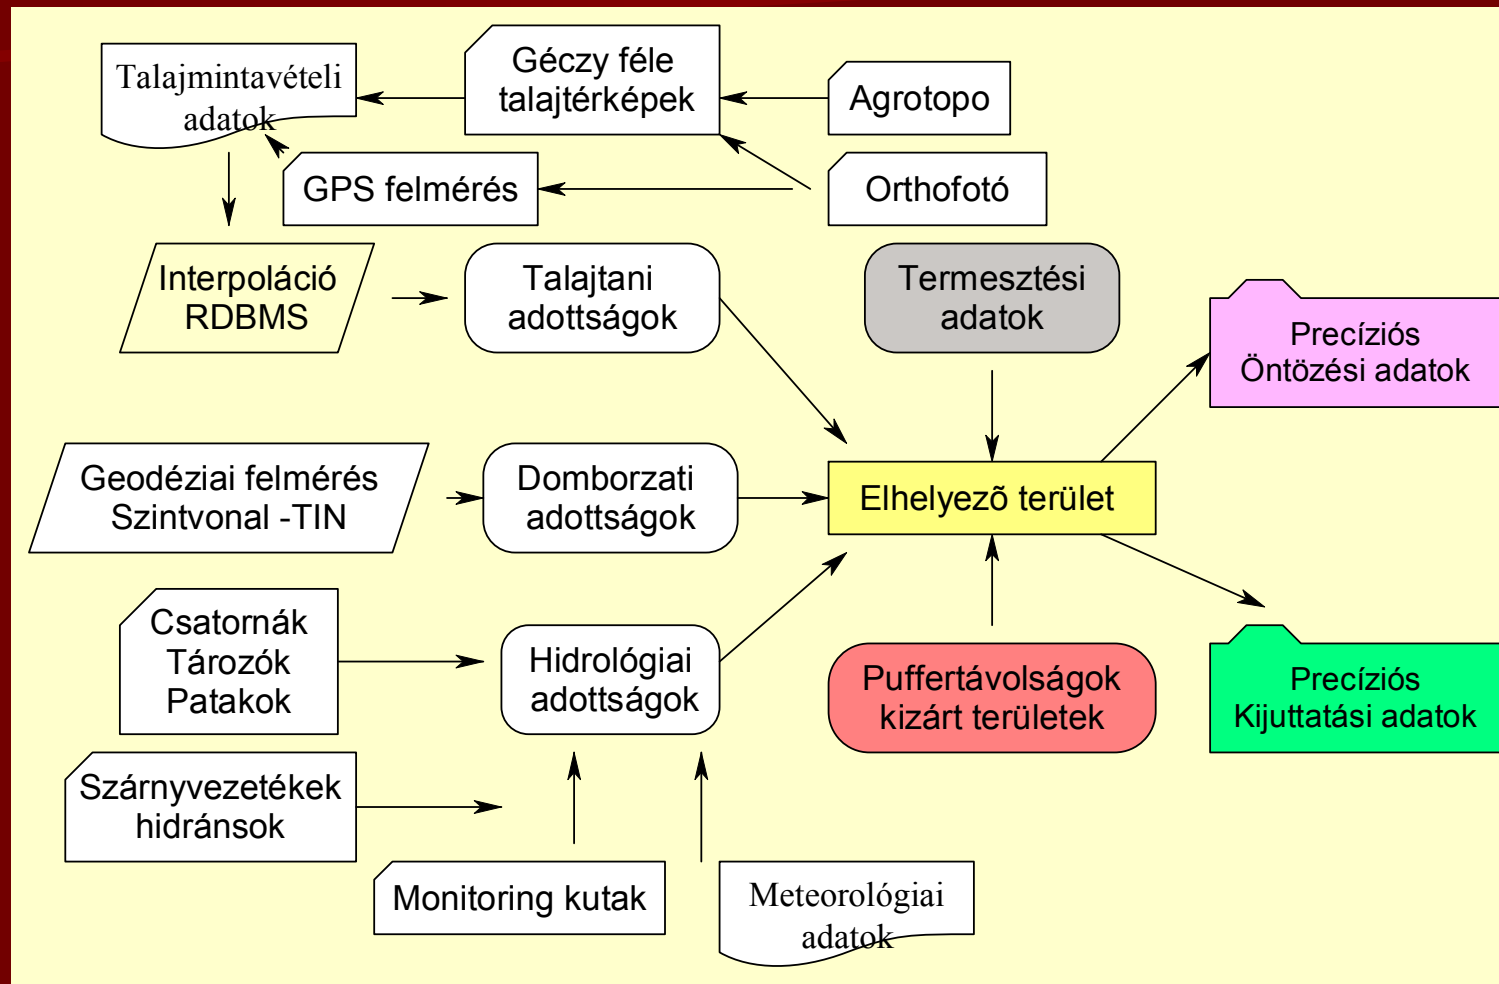 Talajmintavételi
adatok
Géczy féle
talajtérképek
Agrotopo
GPS felmérés
Orthofotó
Interpoláció
RDBMS
Talajtani
adottságok
Termesztési
adatok
Precíziós
Öntözési adatok
Geodéziai felmérés
Szintvonal -TIN
Domborzati
adottságok
Elhelyezõ terület
Csatornák
Tározók
Patakok
Hidrológiai
adottságok
Puffertávolságok
kizárt területek
Precíziós
Kijuttatási adatok
Szárnyvezetékek
hidránsok
Monitoring kutak
Meteorológiai
adatok